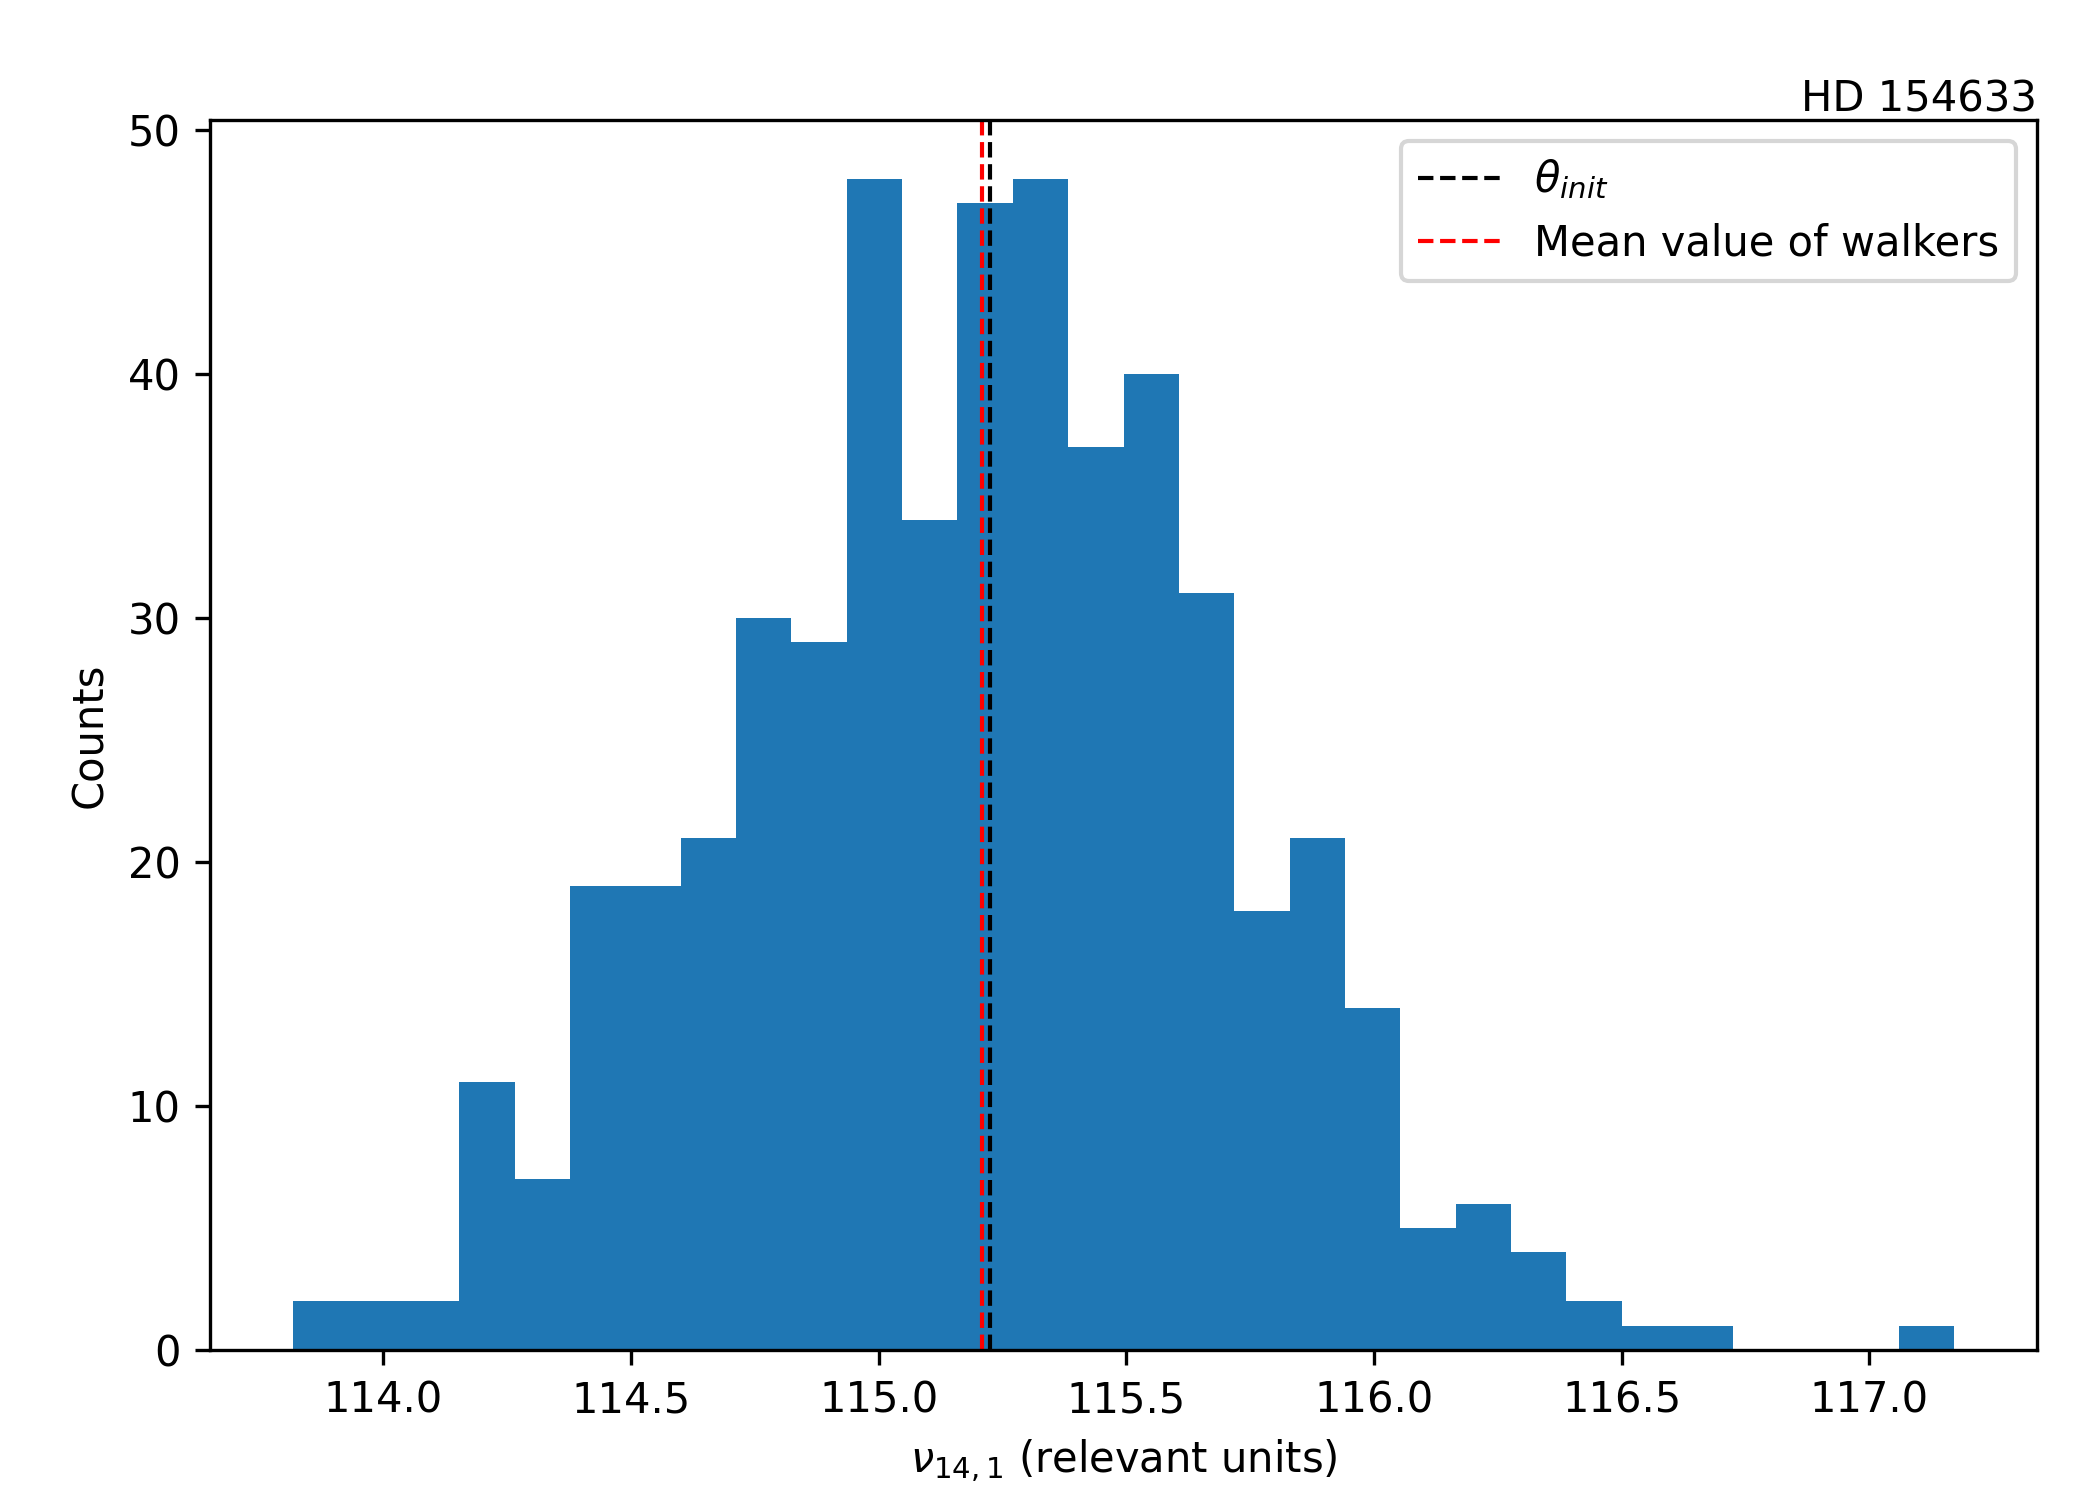 HD 154633
50
40
30
20
10
0
Counts
θinit
Mean value of walkers
114.0 114.5 115.0 115.5 116.0 116.5 117.0
ν14, 1 (relevant units)